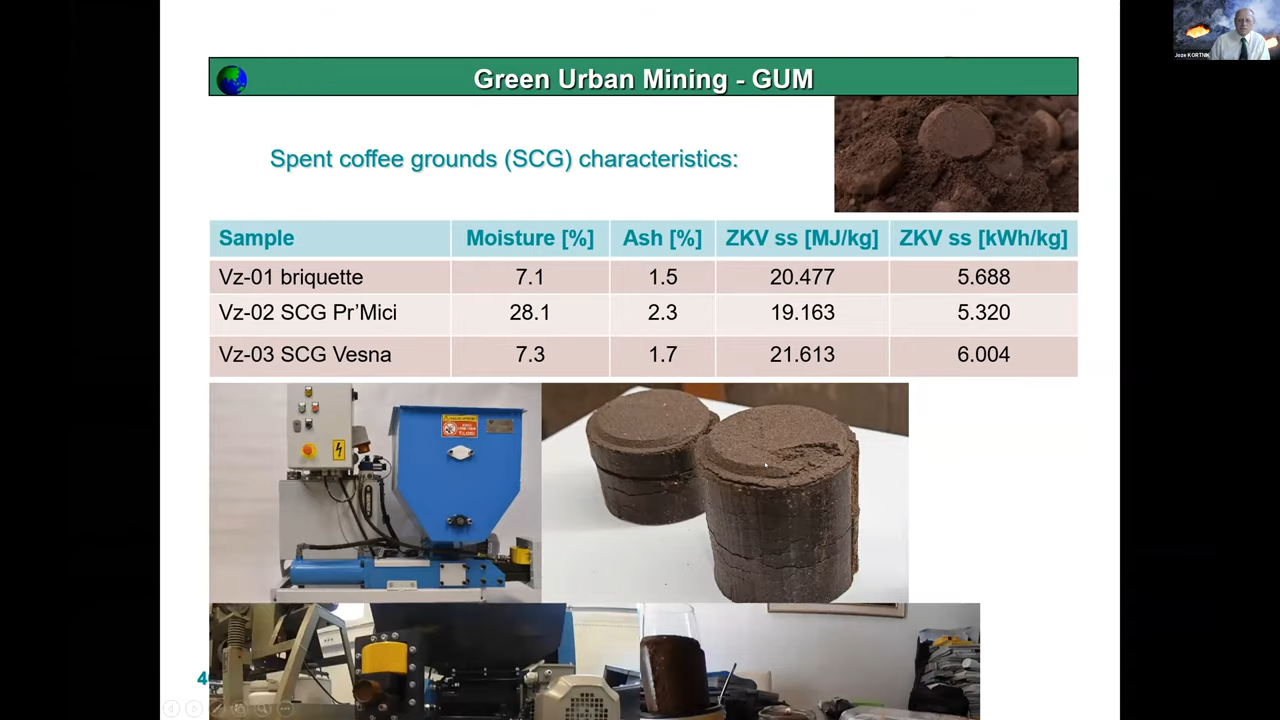 Joze KORTNIK
Green Urban Mining - GUM
Spent coffee grounds (SCG) characteristics:
Sample Moisture [%] Ash [%] ZKV ss [MJ/kg] ZKV ss [kWh/kg]
Vz-01 briquette 7.1 1.5 20.477 5.688
Vz-02 SCG Pr’Mici 28.1 2.3 19.163 5.320
Vz-03 SCG Vesna 7.3 1.7 21.613 6.004